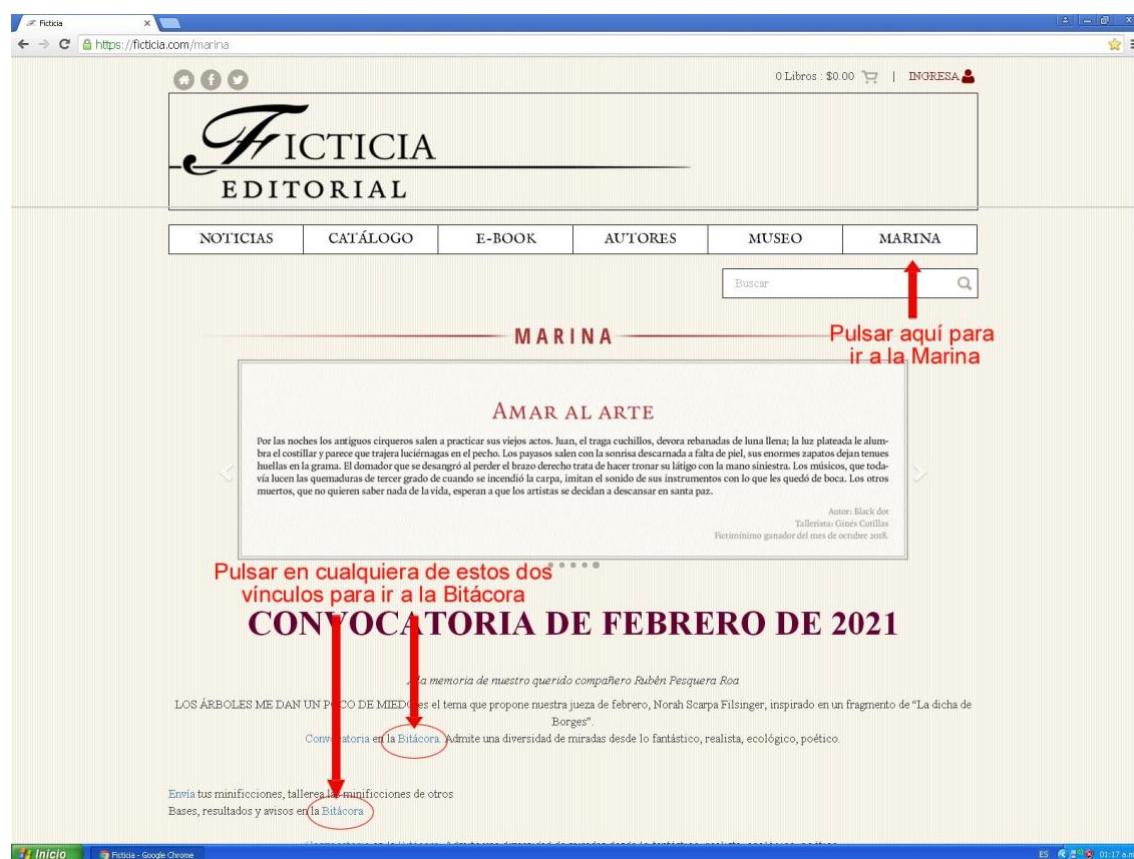 Ficticia
https://ficticia.com/marina
0 Libros : $0.00 | INGRESA
FICTICIA
EDITORIAL
NOTICIAS CATÁLOGO E-BOOK AUTORES MUSEO MARINA
Buscar
Pulsar aquí para
ir a la Marina
MARINA
AMAR AL ARTE
Por las noches los antiguos cirqueros salen a practicar sus viejos actos. Juan, el traga cuchillos, devora rebanadas de luna llena; la luz plateada le alum-
bra el costillar y parece que trajera luciérnagas en el pecho. Los payasos salen con la sonrisa descarnada a falta de piel, sus enormes zapatos dejan tenues
huellas en la grama. El domador que se desangró al perder el brazo derecho trata de hacer tronar su látigo con la mano siniestra. Los músicos, que toda-
vía lucen las quemaduras de tercer grado de cuando se incendió la carpa, imitan el sonido de sus instrumentos con lo que les quedó de boca. Los otros
muertos, que no quieren saber nada de la vida, esperan a que los artistas se decidan a descansar en santa paz.
Autor: Black dot
Tallerista: Ginés Cutillas
Fictimínimo ganador del mes de octubre 2018.
Pulsar en cualquiera de estos dos
vínculos para ir a la Bitácora
CONVOCATORIA DE FEBRERO DE 2021
A la memoria de nuestro querido compañero Rubén Pesquera Roa
LOS ÁRBOLES ME DAN UN POCO DE MIEDO es el tema que propone nuestra jueza de febrero, Norah Scarpa Filsinger, inspirado en un fragmento de “La dicha de
Borges”.
Convocatoria en la Bitácora. Admite una diversidad de miradas desde lo fantástico, realista, ecológico, poético.
Envía tus minificciones, tallerea las minificciones de otros
Bases, resultados y avisos en la Bitácora
Inicio Ficticia - Google Chrome ES 01:17 a.m.